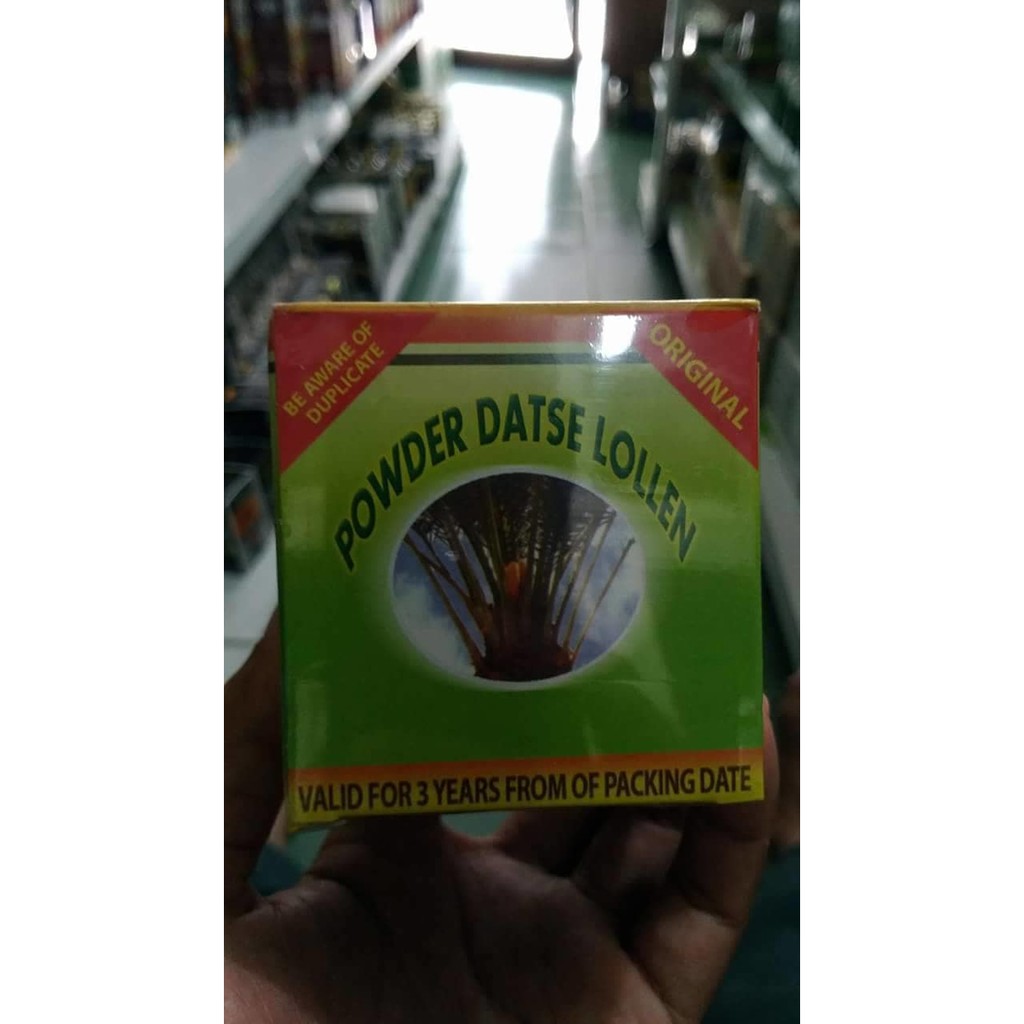 BE AWARE OF
DUPLICATE
ORIGINAL
POWDER DATSE LOLLEN
VALID FOR 3 YEARS FROM OF PACKING DATE